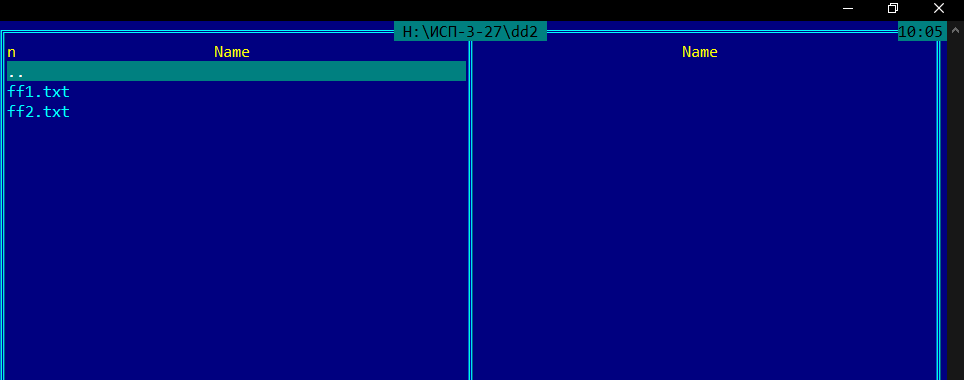 H:\ИСП-3-27\dd2 10:05
n Name Name
..
ff1.txt
ff2.txt